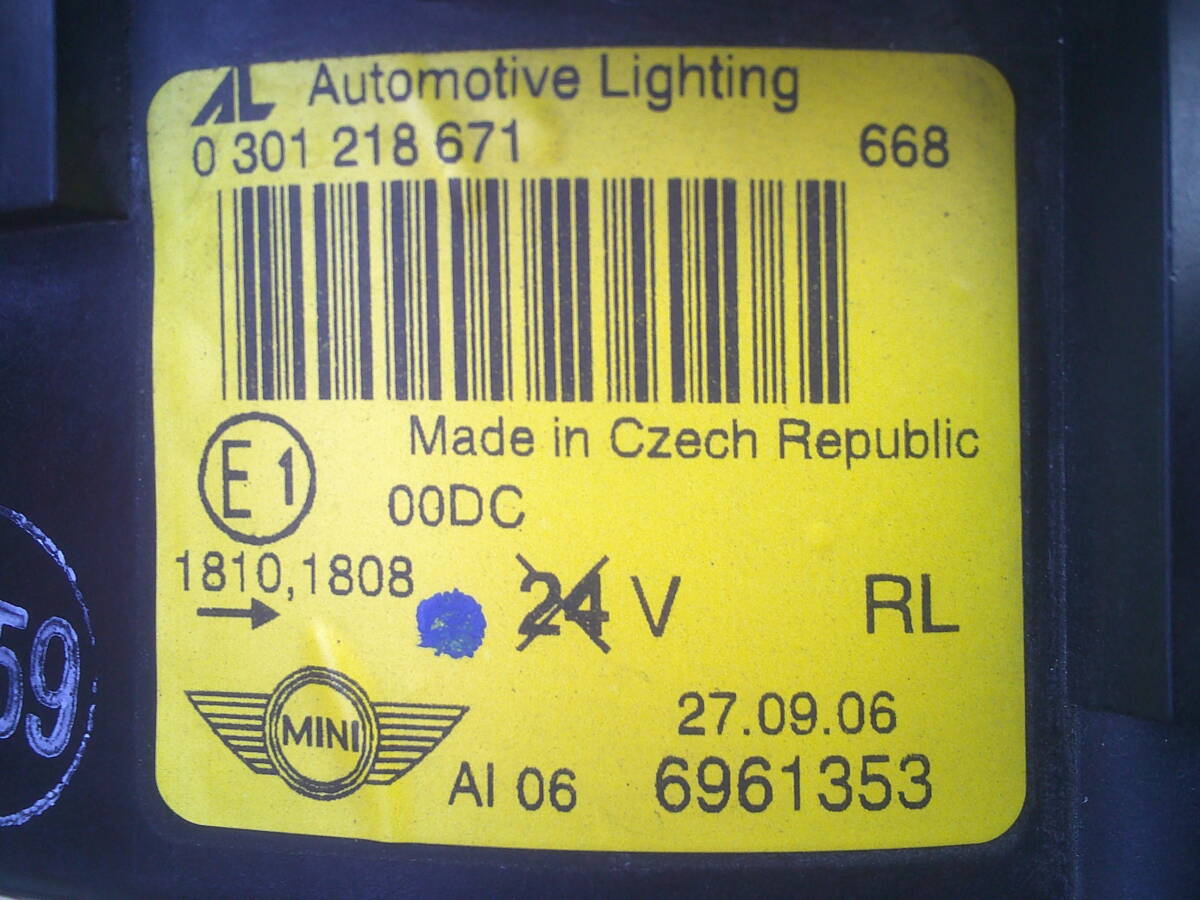 AL Automotive Lighting
0 301 218 671 668
Made in Czech Republic
E1
00DC
1810,1808
24 V RL
MINI
27.09.06
AI 06 6961353
59